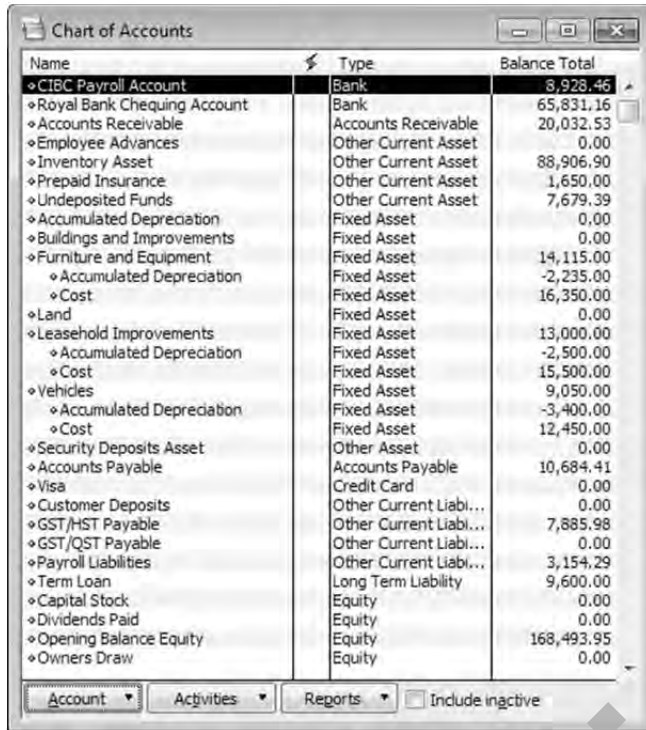 Chart of Accounts
Name Type Balance Total
CIBC Payroll Account Bank 8,928.46
Royal Bank Chequing Account Bank 65,831.16
Accounts Receivable Accounts Receivable 20,032.53
Employee Advances Other Current Asset 0.00
Inventory Asset Other Current Asset 88,906.90
Prepaid Insurance Other Current Asset 1,650.00
Undeposited Funds Other Current Asset 7,679.39
Accumulated Depreciation Fixed Asset 0.00
Buildings and Improvements Fixed Asset 0.00
Furniture and Equipment Fixed Asset 14,115.00
Accumulated Depreciation Fixed Asset -2,235.00
Cost Fixed Asset 16,350.00
Land Fixed Asset 0.00
Leasehold Improvements Fixed Asset 13,000.00
Accumulated Depreciation Fixed Asset -2,500.00
Cost Fixed Asset 15,500.00
Vehicles Fixed Asset 9,050.00
Accumulated Depreciation Fixed Asset -3,400.00
Cost Fixed Asset 12,450.00
Security Deposits Asset Other Asset 0.00
Accounts Payable Accounts Payable 10,684.41
Visa Credit Card 0.00
Customer Deposits Other Current Liabi... 0.00
GST/HST Payable Other Current Liabi... 7,885.98
GST/QST Payable Other Current Liabi... 0.00
Payroll Liabilities Other Current Liabi... 3,154.29
Term Loan Long Term Liability 9,600.00
Capital Stock Equity 0.00
Dividends Paid Equity 0.00
Opening Balance Equity Equity 168,493.95
Owners Draw Equity 0.00
Account Activities Reports Include inactive